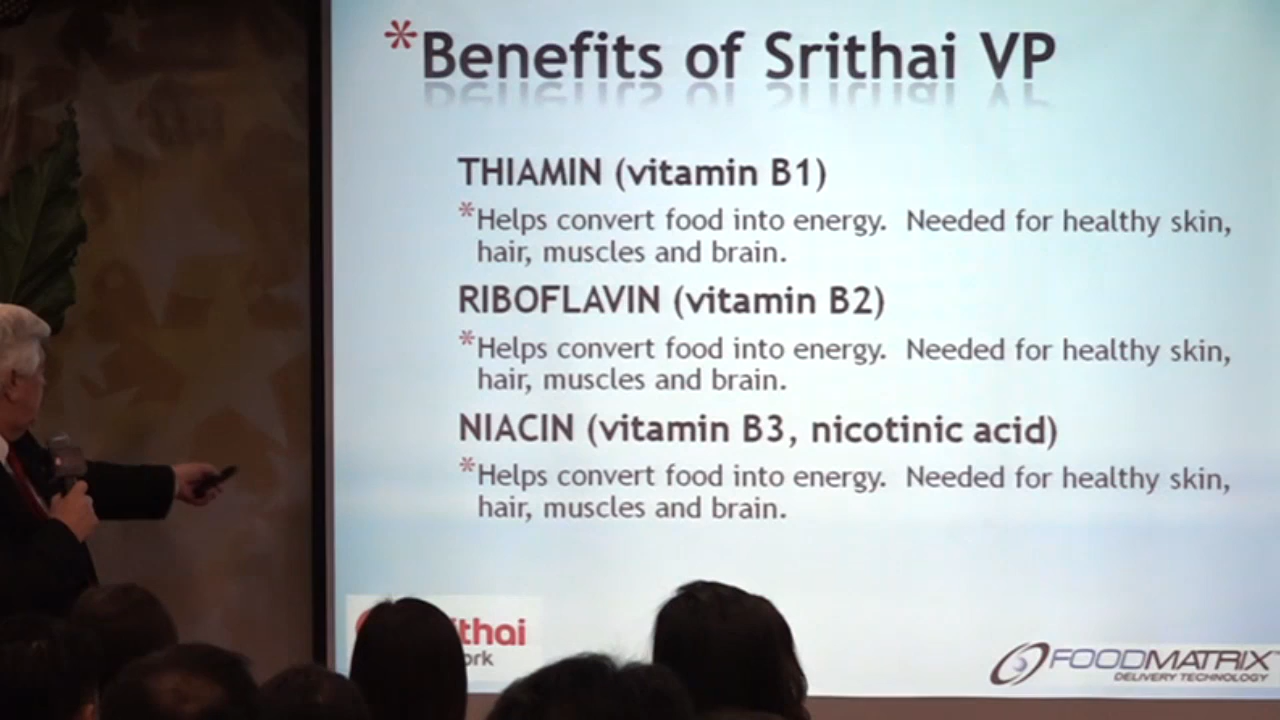 *Benefits of Srithai VP
THIAMIN (vitamin B1)
*Helps convert food into energy.  Needed for healthy skin,
hair, muscles and brain.
RIBOFLAVIN (vitamin B2)
*Helps convert food into energy.  Needed for healthy skin,
hair, muscles and brain.
NIACIN (vitamin B3, nicotinic acid)
*Helps convert food into energy.  Needed for healthy skin,
hair, muscles and brain.
FOODMATRIX™
DELIVERY TECHNOLOGY